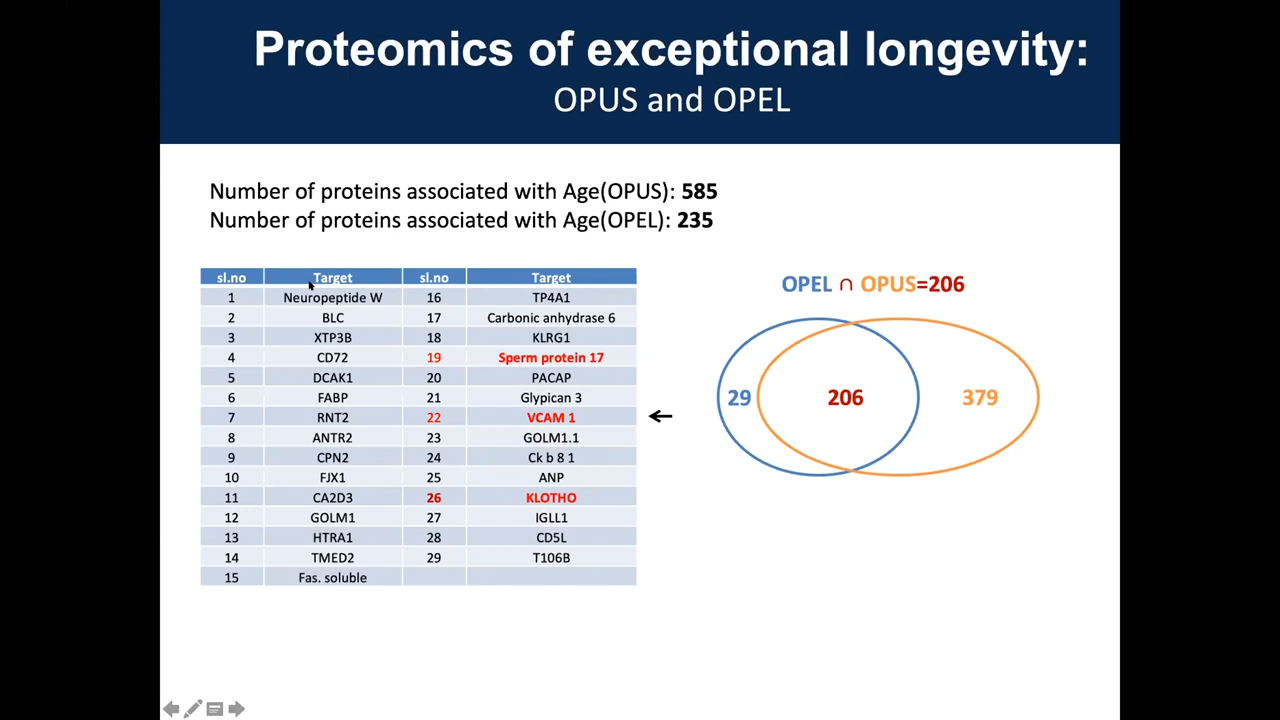 Proteomics of exceptional longevity:
OPUS and OPEL
Number of proteins associated with Age(OPUS): 585
Number of proteins associated with Age(OPEL): 235
sl.no Target sl.no Target
1 Neuropeptide W 16 TP4A1
2 BLC 17 Carbonic anhydrase 6
3 XTP3B 18 KLRG1
4 CD72 19 Sperm protein 17
5 DCAK1 20 PACAP
6 FABP 21 Glypican 3
7 RNT2 22 VCAM 1
8 ANTR2 23 GOLM1.1
9 CPN2 24 Ck b 8 1
10 FJX1 25 ANP
11 CA2D3 26 KLOTHO
12 GOLM1 27 IGLL1
13 HTRA1 28 CD5L
14 TMED2 29 T106B
15 Fas. soluble
OPEL ∩ OPUS=206
29 206 379